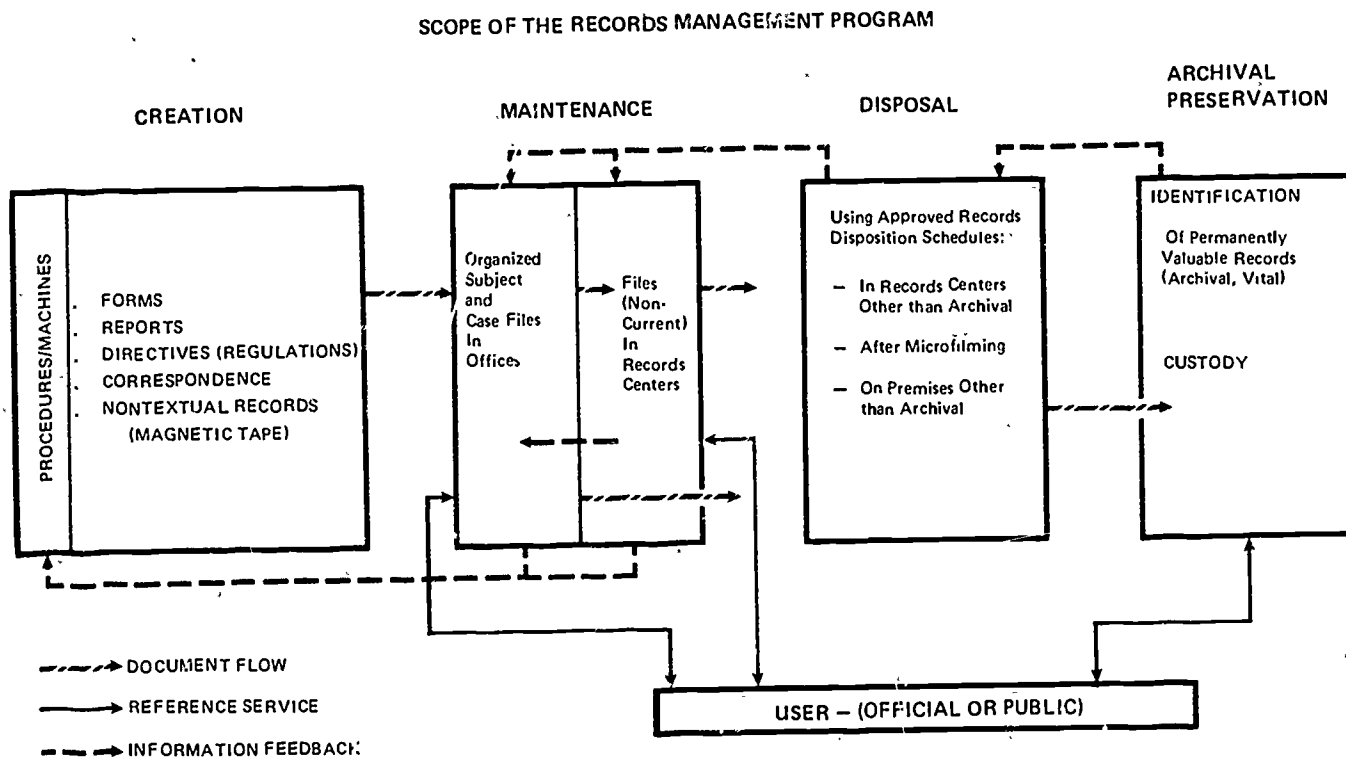 SCOPE OF THE RECORDS MANAGEMENT PROGRAM
CREATION
MAINTENANCE
DISPOSAL
ARCHIVAL
PRESERVATION
PROCEDURES/MACHINES
. FORMS
. REPORTS
. DIRECTIVES (REGULATIONS)
. CORRESPONDENCE
. NONTEXTUAL RECORDS
(MAGNETIC TAPE)
Organized
Subject
and
Case Files
In
Offices
Files
(Non-
Current)
In
Records
Centers
Using Approved Records
Disposition Schedules:
– In Records Centers
Other than Archival
– After Microfilming
– On Premises Other
than Archival
IDENTIFICATION
Of Permanently
Valuable Records
(Archival, Vital)
CUSTODY
DOCUMENT FLOW
REFERENCE SERVICE
INFORMATION FEEDBACK
USER – (OFFICIAL OR PUBLIC)